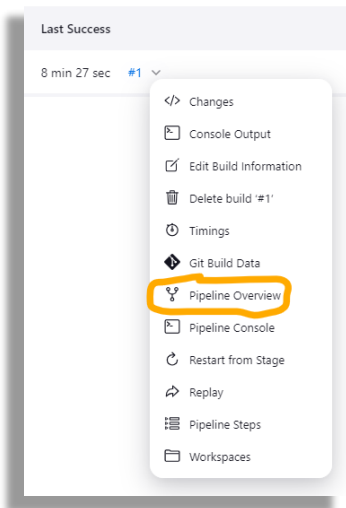 Last Success
8 min 27 sec #1
Changes
Console Output
Edit Build Information
Delete build '#1'
Timings
Git Build Data
Pipeline Overview
Pipeline Console
Restart from Stage
Replay
Pipeline Steps
Workspaces